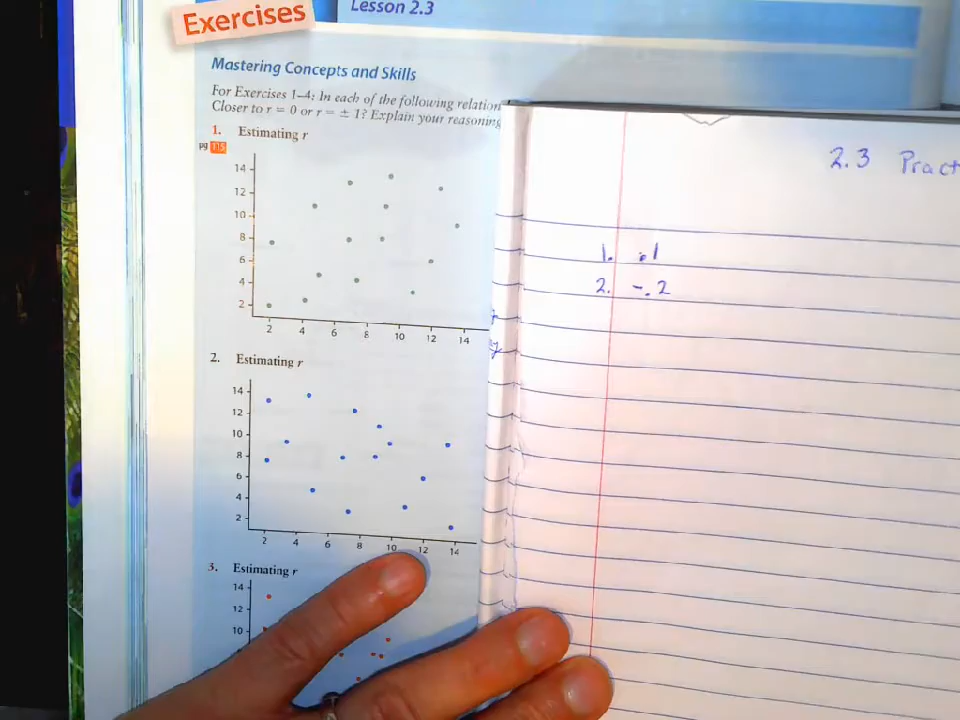 Exercises
Lesson 2.3
Mastering Concepts and Skills
For Exercises 1–4: In each of the following relation
Closer to r = 0 or r = ± 1? Explain your reasoning
1. Estimating r
pg 115
14
12
10
8
6
4
2
2 4 6 8 10 12 14
2. Estimating r
14
12
10
8
6
4
2
2 4 6 8 10 12 14
3. Estimating r
14
12
10
2.3 Pract
1. .1
2. -.2